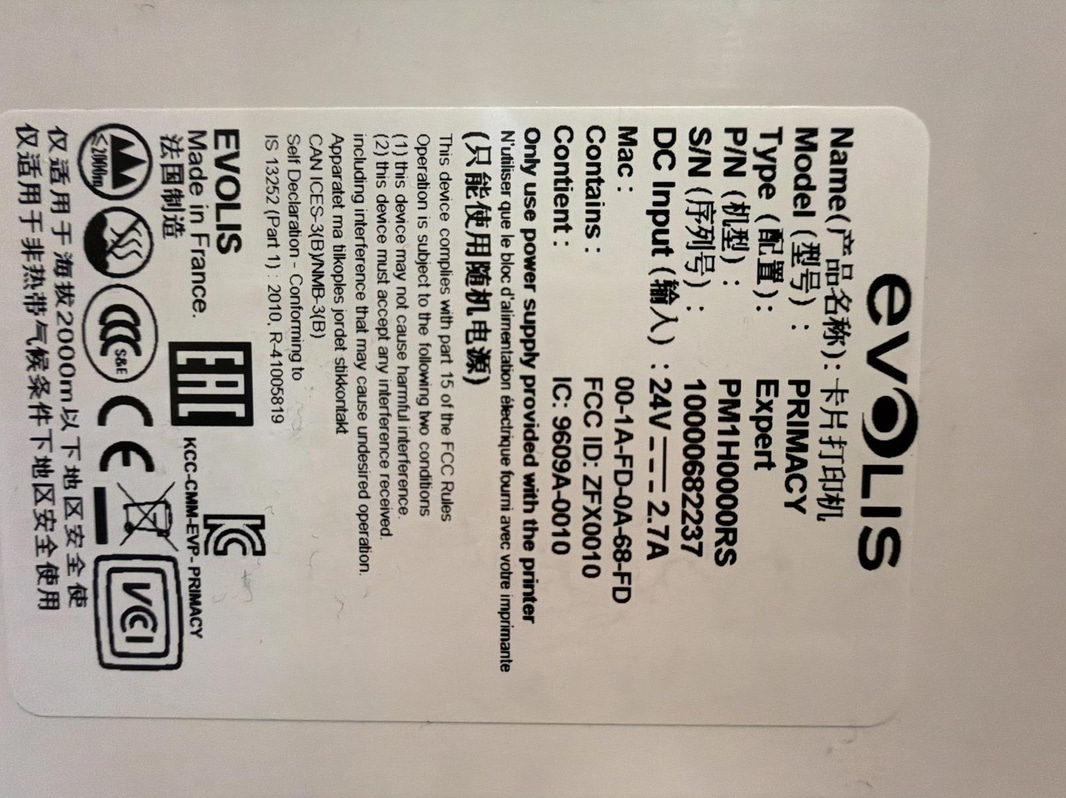 evOLIS
Name(产品名称): 卡片打印机
Model (型号) : PRIMACY
Type (配置): Expert
P/N (机型) : PM1H0000RS
S/N (序列号) : 10000682237
DC Input (输入) : 24V 2.7A
Mac : 00-1A-FD-0A-68-FD
Contains : FCC ID: ZFX0010
Contient : IC: 9609A-0010
Only use power supply provided with the printer
N'utiliser que le bloc d'alimentation électrique fourni avec votre imprimante
(只能使用随机电源)
This device complies with part 15 of the FCC Rules
Operation is subject to the following two conditions
(1) this device may not cause harmful interference.
(2) this device must accept any interference received.
including interference that may cause undesired operation.
Apparatet ma tilkoples jordet stikkontakt
CAN ICES-3(B)/NMB-3(B)
Self Declaration - Conforming to
IS 13252 (Part 1) : 2010, R-41005819
EVOLIS
Made in France.
法国制造
EAC
KC
KCC-CMM-EVP- PRIMACY
≤2000m
CCC S&E
CE
VCI
仅适用于海拔2000m以下地区安全使
仅适用于非热带气候条件下地区安全使用